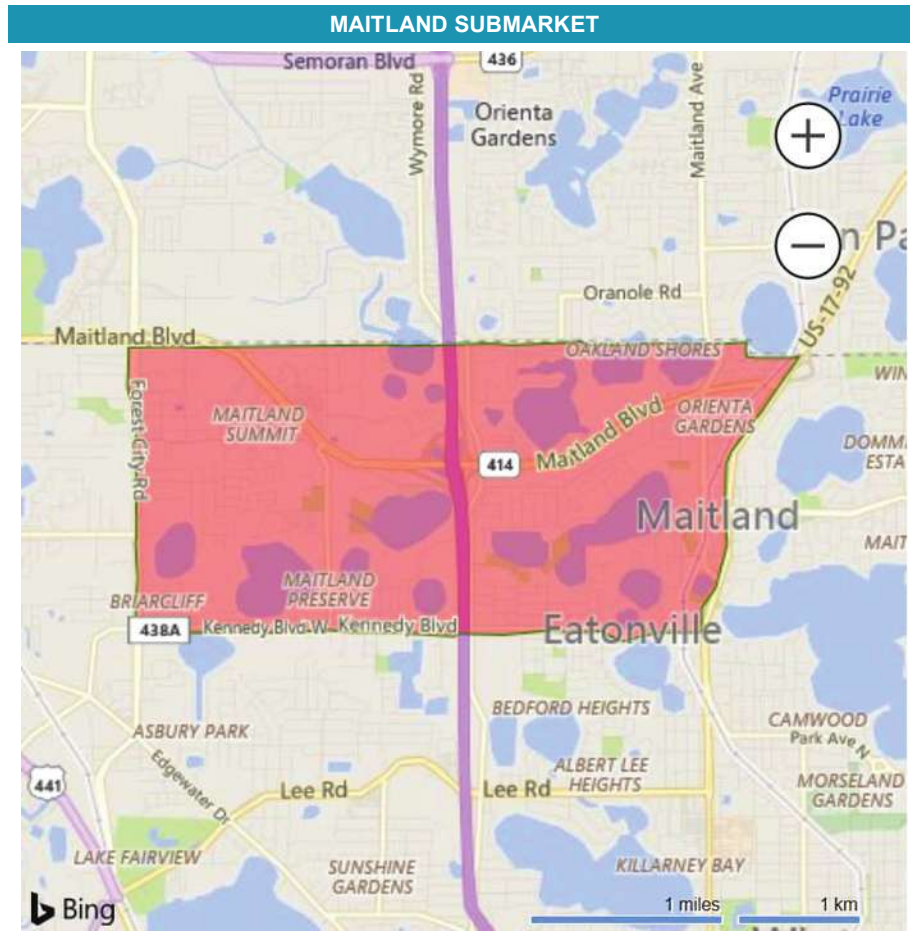 MAITLAND SUBMARKET
Semoran Blvd
436
Wymore Rd
Orienta
Gardens
Maitland Ave
Prairie
Lake
n Pa
Oranole Rd
US-17-92
Maitland Blvd
OAKLAND SHORES
WIN
Forest City Rd
MAITLAND
SUMMIT
Maitland Blvd
ORIENTA
GARDENS
DOMM
ESTA
414
Maitland
MAIT
BRIARCLIFF
MAITLAND
PRESERVE
438A
Kennedy Blvd W
Kennedy Blvd
Eatonville
BEDFORD HEIGHTS
ASBURY PARK
CAMWOOD
Park Ave N
Edgewater Dr
441
Lee Rd
Lee Rd
ALBERT LEE
HEIGHTS
MORSELAND
GARDENS
LAKE FAIRVIEW
SUNSHINE
GARDENS
KILLARNEY BAY
Bing
1 miles
1 km